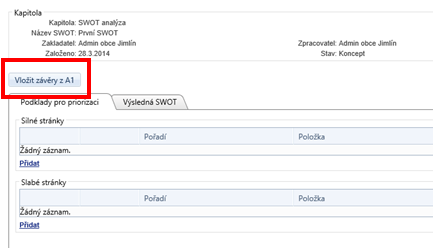 Kapitola
Kapitola: SWOT analýza
Název SWOT: První SWOT
Zakladatel: Admin obce Jimlín Zpracovatel: Admin obce Jimlín
Založeno: 28.3.2014 Stav: Koncept
Vložit závěry z A1
Podklady pro priorizaci Výsledná SWOT
Silné stránky
Pořadí Položka
Žádný záznam.
Přidat
Slabé stránky
Pořadí Položka
Žádný záznam.
Přidat